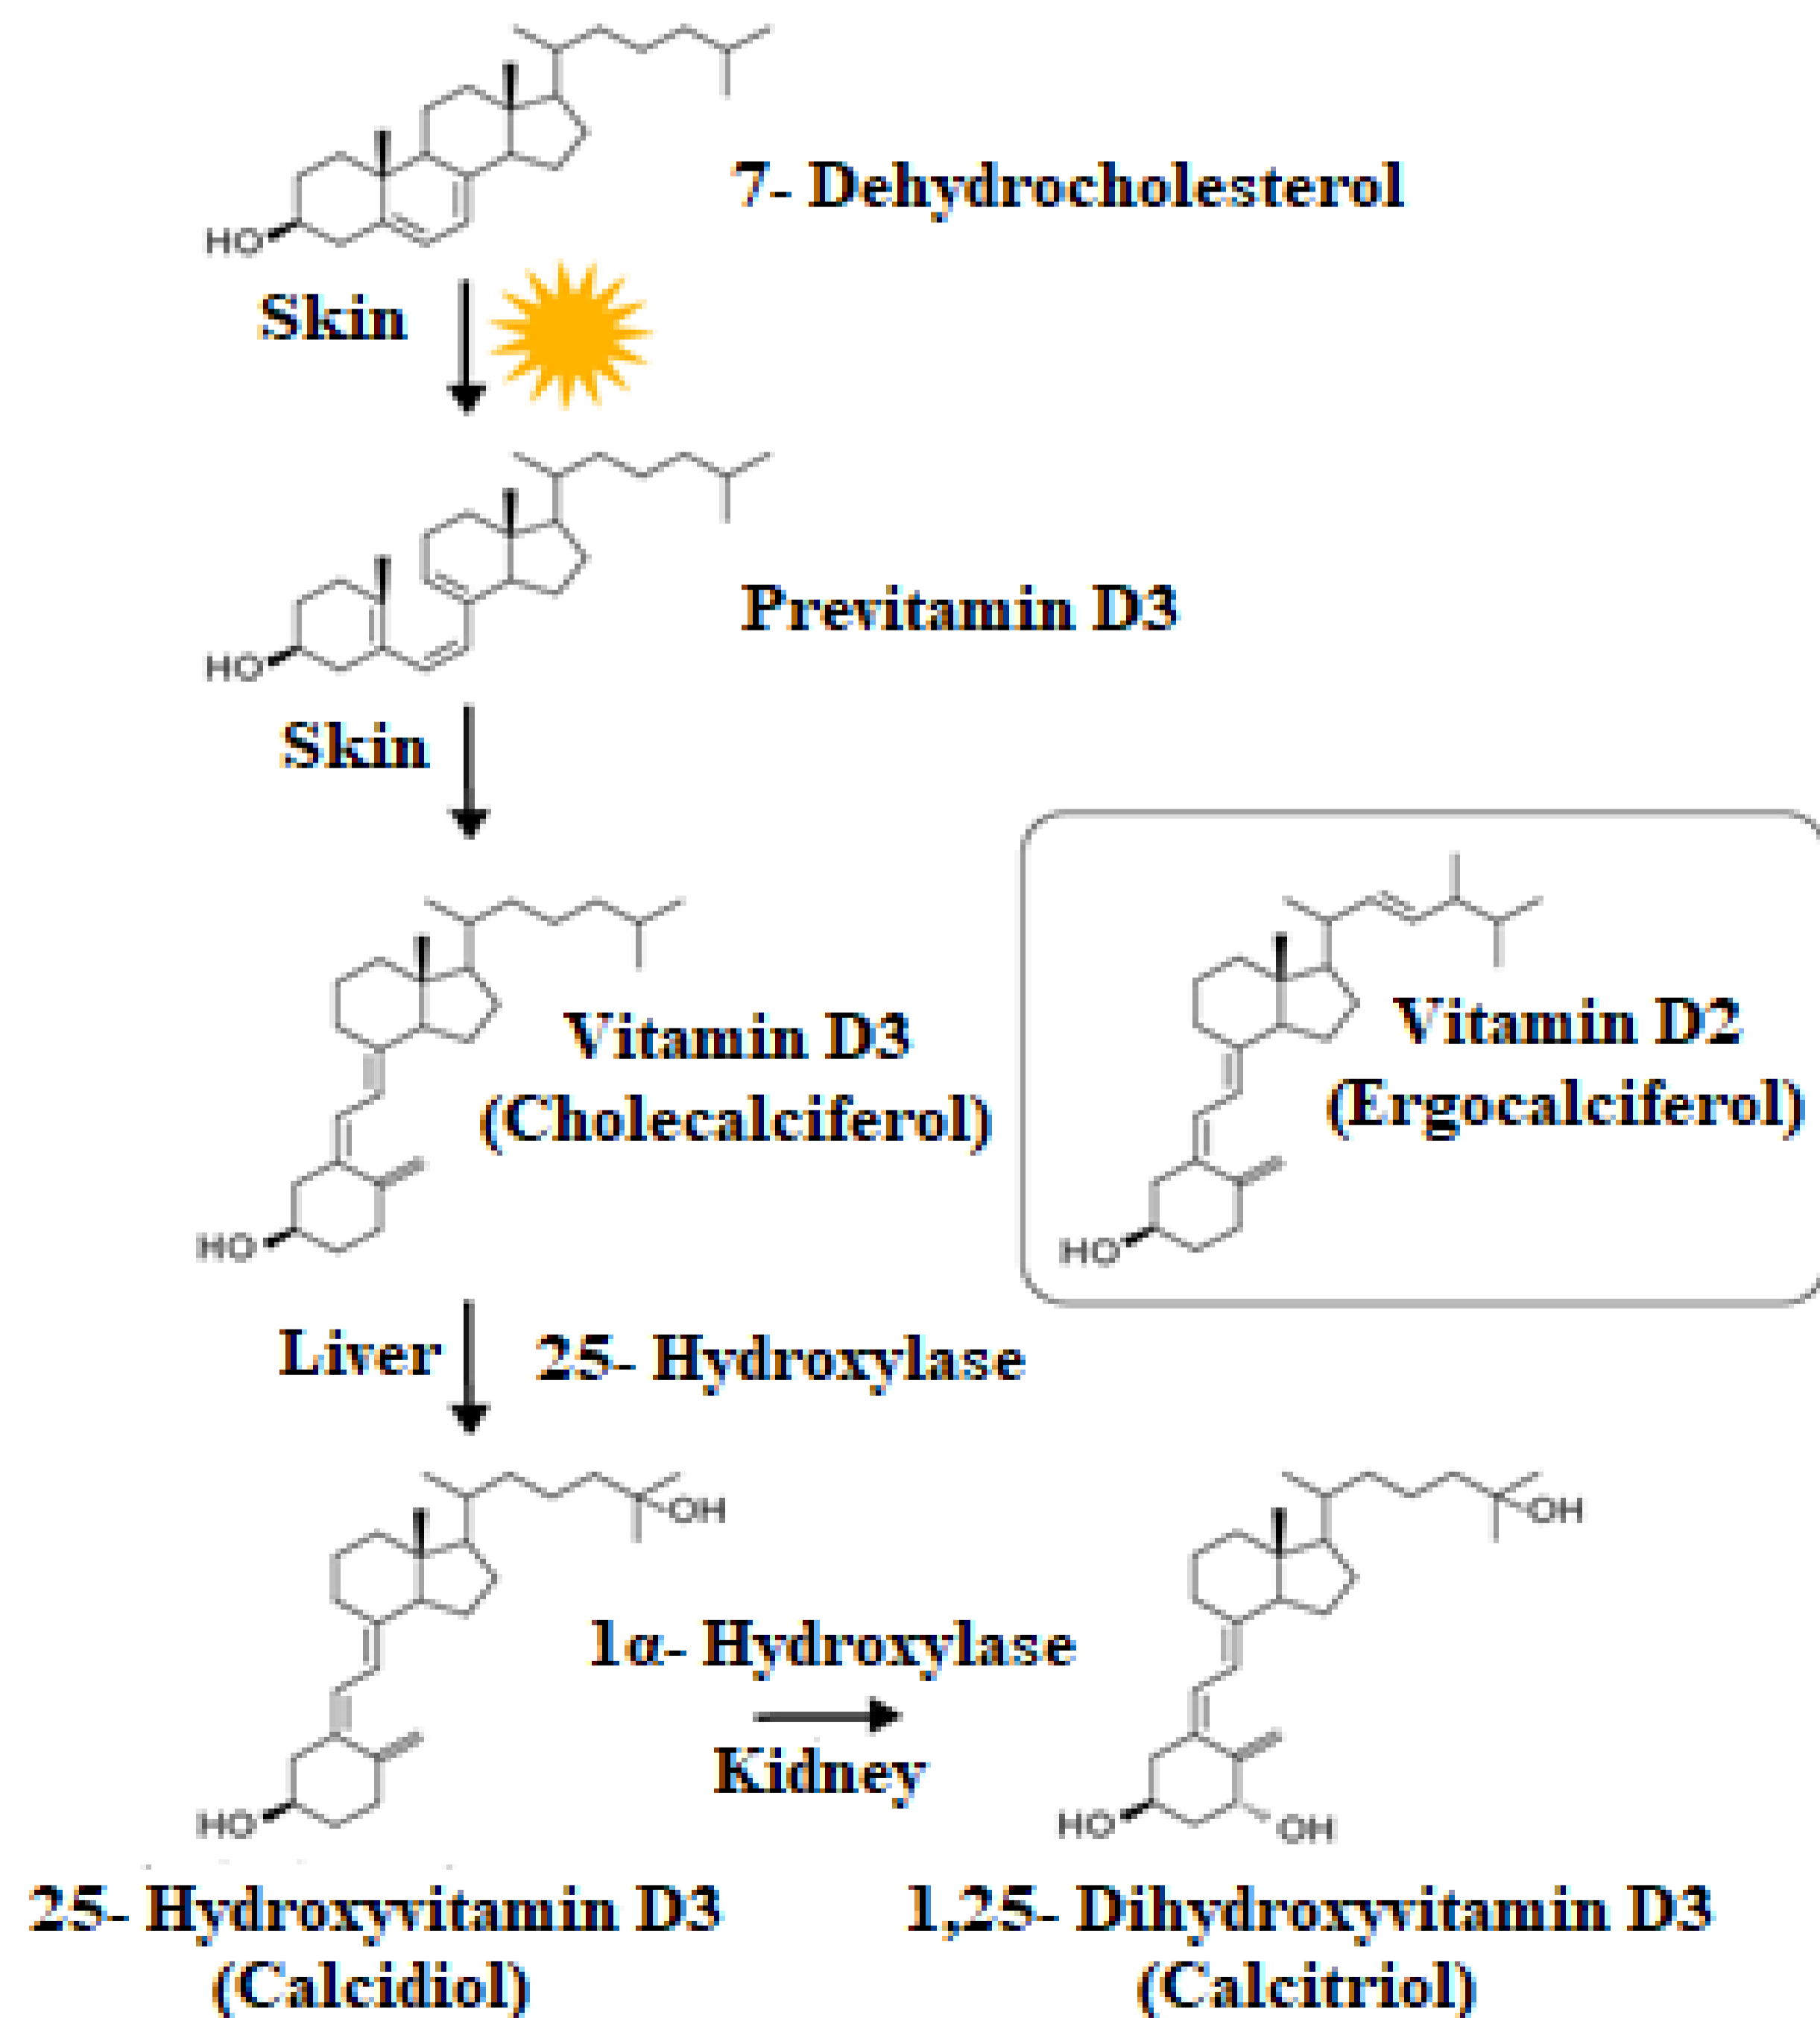 7- Dehydrocholesterol
HO
Skin
Previtamin D3
HO
Skin
Vitamin D3
(Cholecalciferol)
HO
Vitamin D2
(Ergocalciferol)
HO
Liver
25- Hydroxylase
OH
HO
1α- Hydroxylase
Kidney
OH
HO
OH
25- Hydroxyvitamin D3
(Calcidiol)
1,25- Dihydroxyvitamin D3
(Calcitriol)